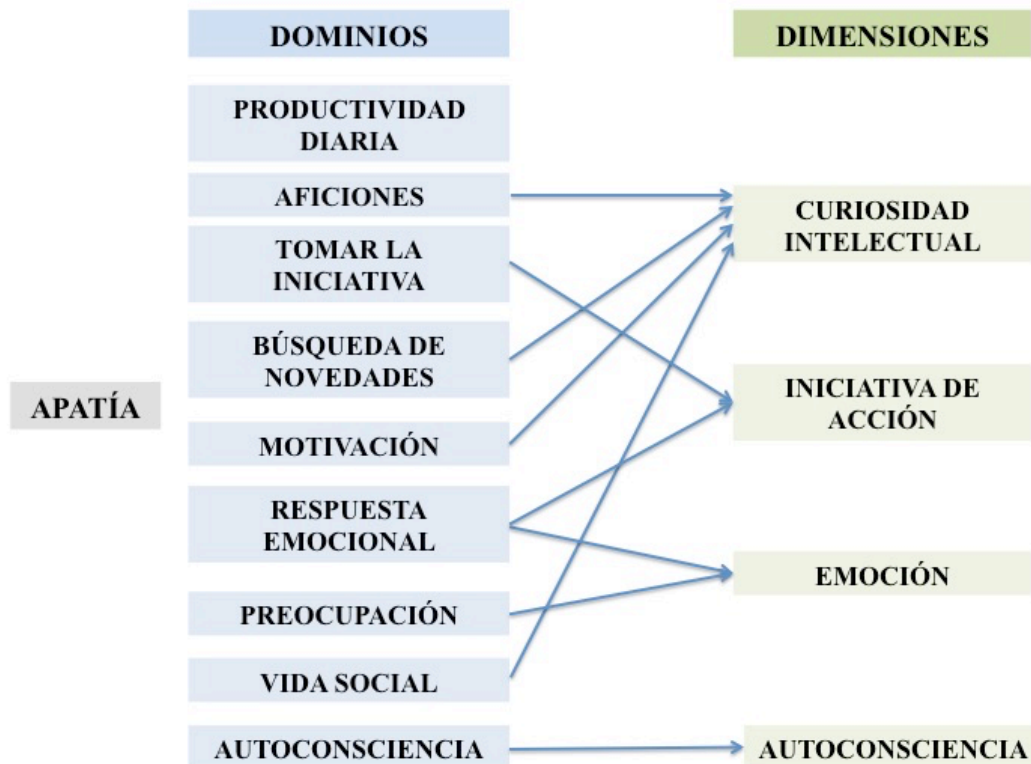 DOMINIOS
DIMENSIONES
PRODUCTIVIDAD
DIARIA
AFICIONES
TOMAR LA
INICIATIVA
BÚSQUEDA DE
NOVEDADES
MOTIVACIÓN
RESPUESTA
EMOCIONAL
PREOCUPACIÓN
VIDA SOCIAL
AUTOCONSCIENCIA
APATÍA
CURIOSIDAD
INTELECTUAL
INICIATIVA DE
ACCIÓN
EMOCIÓN
AUTOCONSCIENCIA